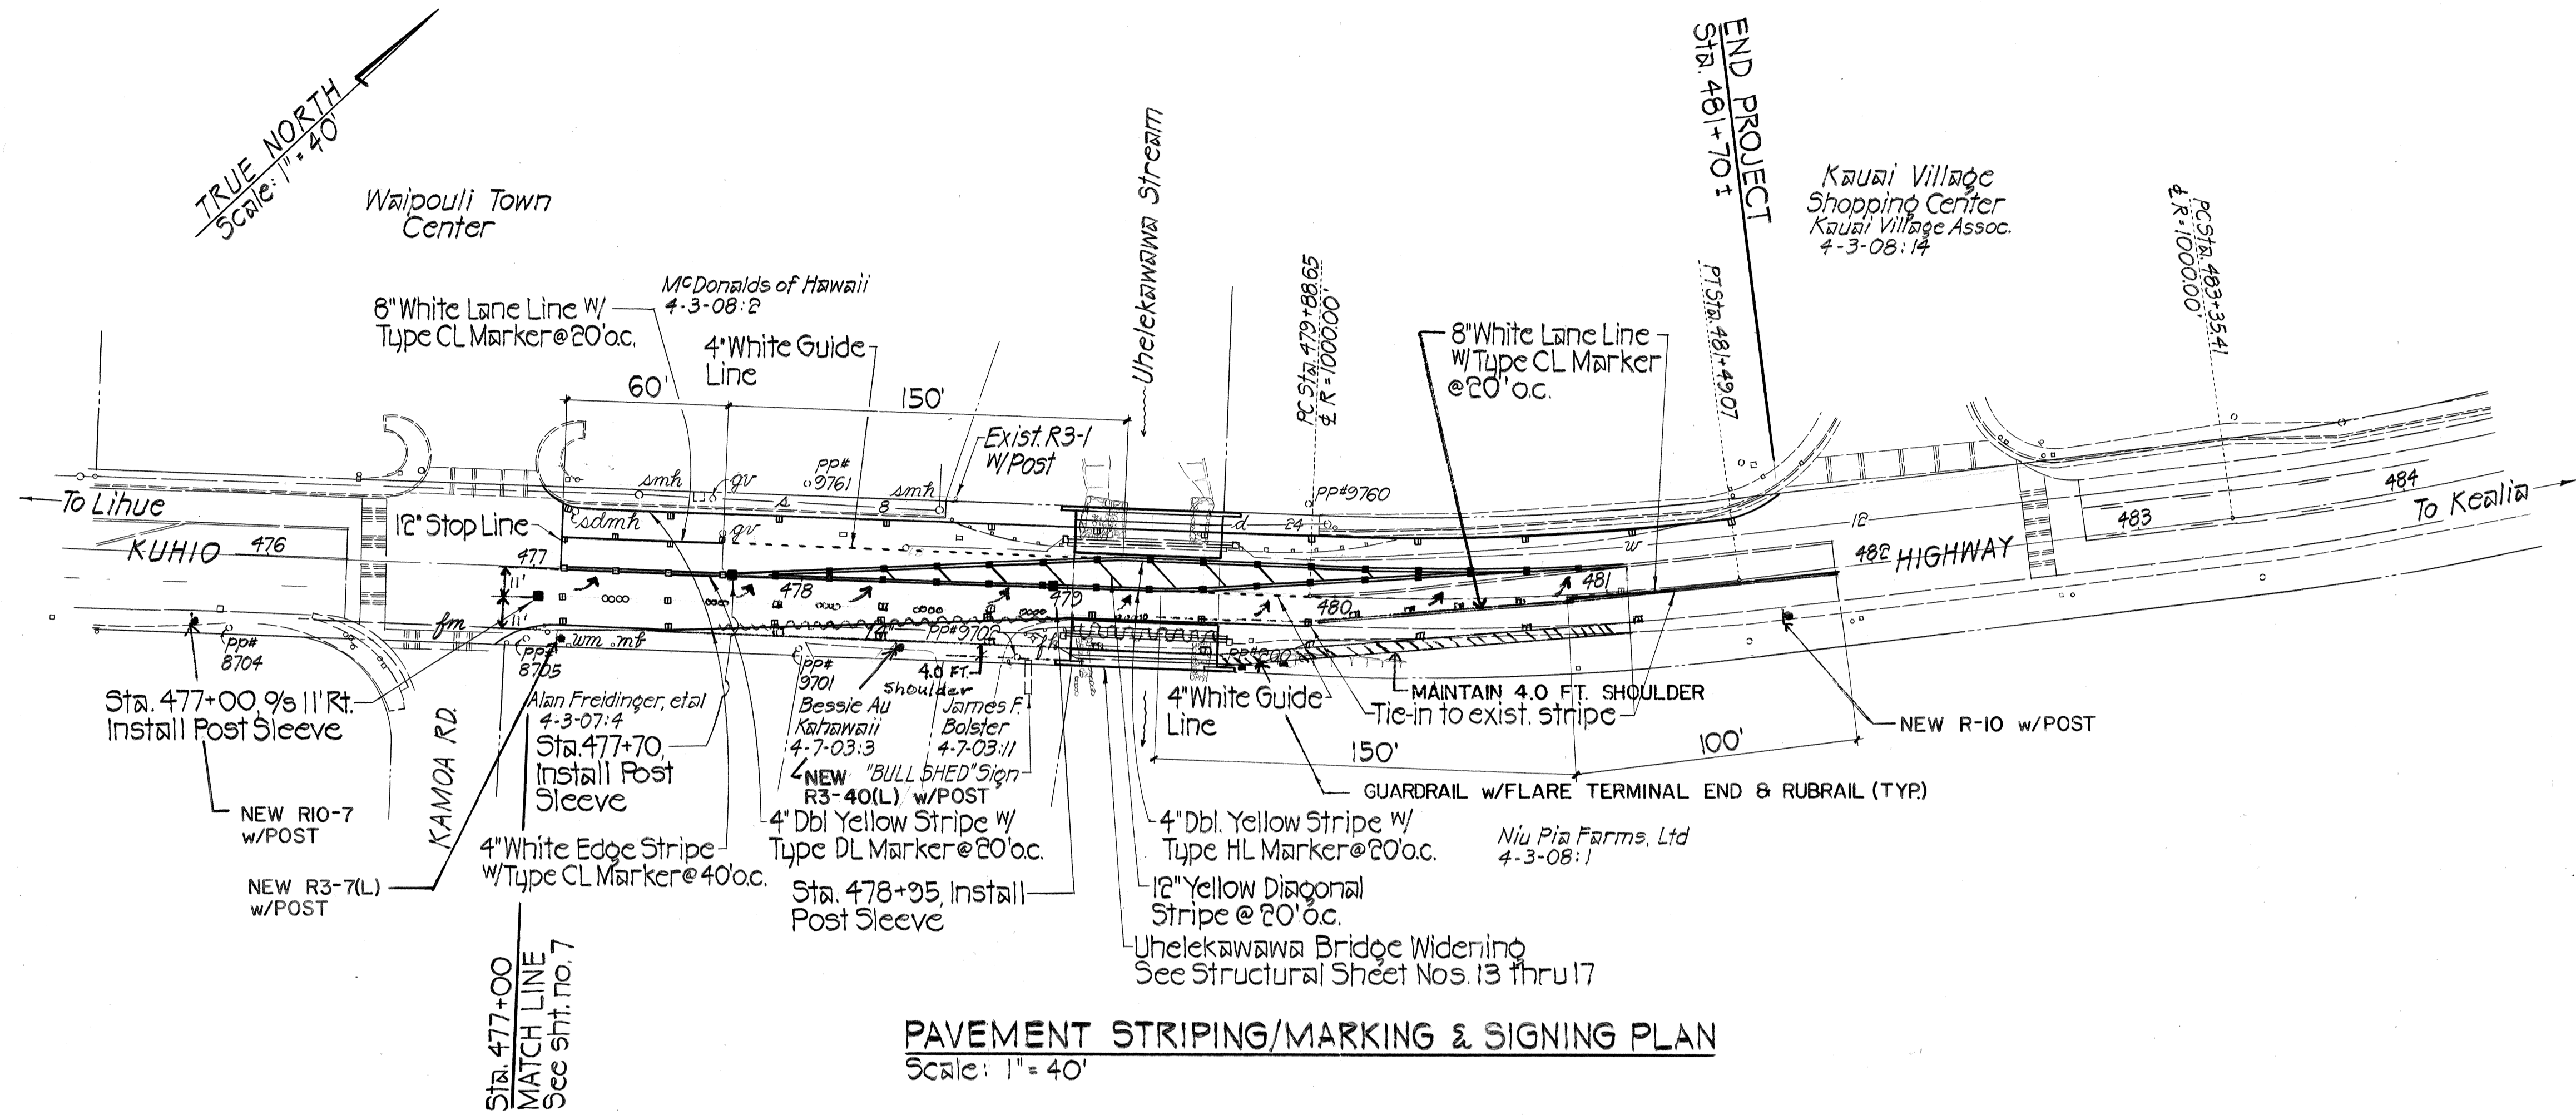 TRUE NORTH
Scale: 1" = 40'
Waipouli Town
Center
McDonalds of Hawaii
4-3-08:2
8" White Lane Line W/
Type CL Marker @ 20' o.c.
4" White Guide
Line
60'
150'
Exist. R3-1
W/Post
Uhelekawawa Stream
PC Sta. 479+88.65
℄ R = 1000.00'
8" White Lane Line
W/Type CL Marker
@ 20' o.c.
END PROJECT
Sta. 481+70±
PT Sta. 481+49.07
Kauai Village
Shopping Center
Kauai Village Assoc.
4-3-08:14
PC Sta. 483+35.41
℄ R = 1000.00'
To Lihue
KUHIO
476
12" Stop Line
477
sdmh
smh
gv
gv
s
PP#
9761
8
smh
d
24
PP#9760
w
12
482
HIGHWAY
483
484
To Kealia
11'
11'
478
479
480
481
fm
PP#
8704
PP#
8705
wm
mb
PP#
9701
PP#9702
fh
4.0 FT.
Shoulder
PP#200
Sta. 477+00, o/s 11' Rt.
Install Post Sleeve
KAMOA RD.
Alan Freidinger, etal
4-3-07:4
Sta. 477+70,
Install Post
Sleeve
Bessie Au
Kahawaii
4-7-03:3
James F.
Bolster
4-7-03:11
NEW
R3-40(L) w/POST
"BULL SHED" Sign
4" White Guide
Line
MAINTAIN 4.0 FT. SHOULDER
Tie-in to exist. stripe
150'
100'
NEW R-10 w/POST
GUARDRAIL w/FLARE TERMINAL END & RUBRAIL (TYP.)
NEW R10-7
w/POST
NEW R3-7(L)
w/POST
4" White Edge Stripe
W/Type CL Marker @ 40' o.c.
4" Dbl Yellow Stripe W/
Type DL Marker @ 20' o.c.
Sta. 478+95, Install
Post Sleeve
4" Dbl. Yellow Stripe W/
Type HL Marker @ 20' o.c.
Niu Pia Farms, Ltd
4-3-08:1
12" Yellow Diagonal
Stripe @ 20' o.c.
Uhelekawawa Bridge Widening
See Structural Sheet Nos. 13 thru 17
Sta. 477+00
MATCH LINE
See sht. no. 7
PAVEMENT STRIPING/MARKING & SIGNING PLAN
Scale: 1" = 40'